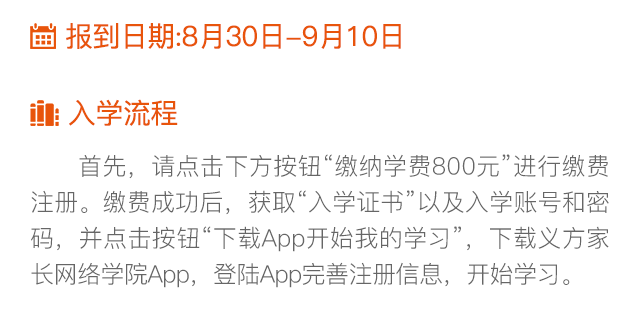 报到日期:8月30日-9月10日
入学流程
首先，请点击下方按钮“缴纳学费800元”进行缴费
注册。缴费成功后，获取“入学证书”以及入学账号和密
码，并点击按钮“下载App开始我的学习”，下载义方家
长网络学院App，登陆App完善注册信息，开始学习。